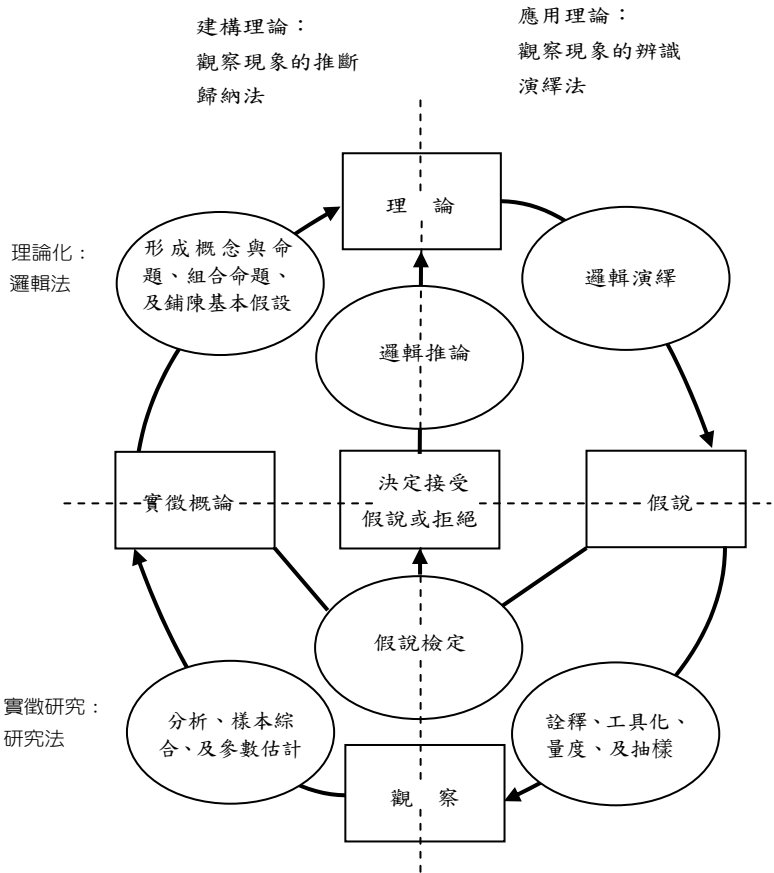 建構理論：
觀察現象的推斷
歸納法
應用理論：
觀察現象的辨識
演繹法
理論
理論化：
邏輯法
形成概念與命
題、組合命題、
及鋪陳基本假設
邏輯演繹
邏輯推論
實徵概論
決定接受
假說或拒絕
假說
假說檢定
實徵研究：
研究法
分析、樣本綜
合、及參數估計
詮釋、工具化、
量度、及抽樣
觀察